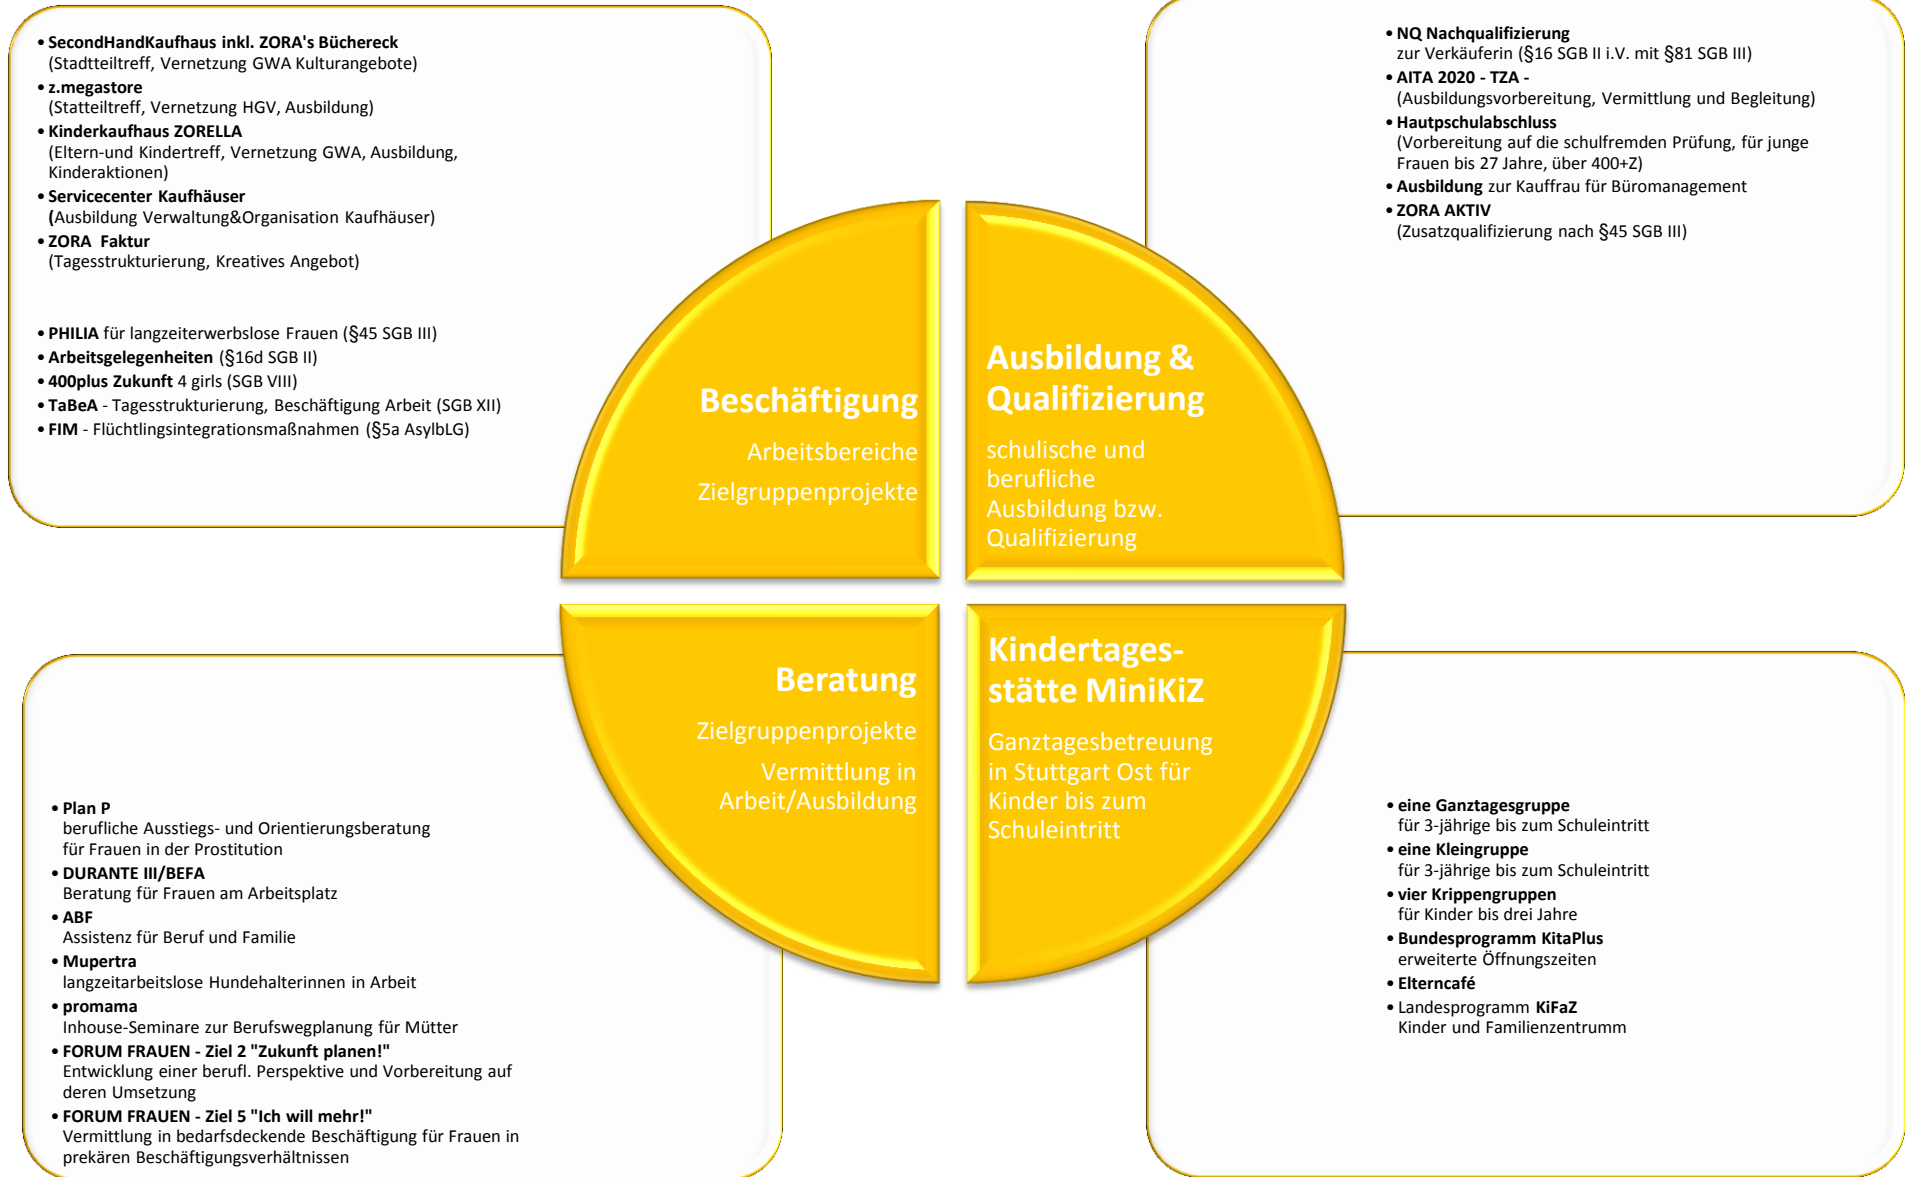 • SecondHandKaufhaus inkl. ZORA's Büchereck
(Stadtteiltreff, Vernetzung GWA Kulturangebote)
• z.megastore
(Statteiltreff, Vernetzung HGV, Ausbildung)
• Kinderkaufhaus ZORELLA
(Eltern-und Kindertreff, Vernetzung GWA, Ausbildung,
Kinderaktionen)
• Servicecenter Kaufhäuser
(Ausbildung Verwaltung&Organisation Kaufhäuser)
• ZORA Faktur
(Tagesstrukturierung, Kreatives Angebot)
• PHILIA für langzeiterwerbslose Frauen (§45 SGB III)
• Arbeitsgelegenheiten (§16d SGB II)
• 400plus Zukunft 4 girls (SGB VIII)
• TaBeA - Tagesstrukturierung, Beschäftigung Arbeit (SGB XII)
• FIM - Flüchtlingsintegrationsmaßnahmen (§5a AsylbLG)
• NQ Nachqualifizierung
zur Verkäuferin (§16 SGB II i.V. mit §81 SGB III)
• AITA 2020 - TZA -
(Ausbildungsvorbereitung, Vermittlung und Begleitung)
• Hautpschulabschluss
(Vorbereitung auf die schulfremden Prüfung, für junge
Frauen bis 27 Jahre, über 400+Z)
• Ausbildung zur Kauffrau für Büromanagement
• ZORA AKTIV
(Zusatzqualifizierung nach §45 SGB III)
Beschäftigung
Arbeitsbereiche
Zielgruppenprojekte
Ausbildung &
Qualifizierung
schulische und
berufliche
Ausbildung bzw.
Qualifizierung
Beratung
Zielgruppenprojekte
Vermittlung in
Arbeit/Ausbildung
Kindertages-
stätte MiniKiZ
Ganztagesbetreuung
in Stuttgart Ost für
Kinder bis zum
Schuleintritt
• Plan P
berufliche Ausstiegs- und Orientierungsberatung
für Frauen in der Prostitution
• DURANTE III/BEFA
Beratung für Frauen am Arbeitsplatz
• ABF
Assistenz für Beruf und Familie
• Mupertra
langzeitarbeitslose Hundehalterinnen in Arbeit
• promama
Inhouse-Seminare zur Berufswegplanung für Mütter
• FORUM FRAUEN - Ziel 2 "Zukunft planen!"
Entwicklung einer berufl. Perspektive und Vorbereitung auf
deren Umsetzung
• FORUM FRAUEN - Ziel 5 "Ich will mehr!"
Vermittlung in bedarfsdeckende Beschäftigung für Frauen in
prekären Beschäftigungsverhältnissen
• eine Ganztagesgruppe
für 3-jährige bis zum Schuleintritt
• eine Kleingruppe
für 3-jährige bis zum Schuleintritt
• vier Krippengruppen
für Kinder bis drei Jahre
• Bundesprogramm KitaPlus
erweiterte Öffnungszeiten
• Elterncafé
• Landesprogramm KiFaZ
Kinder und Familienzentrumm